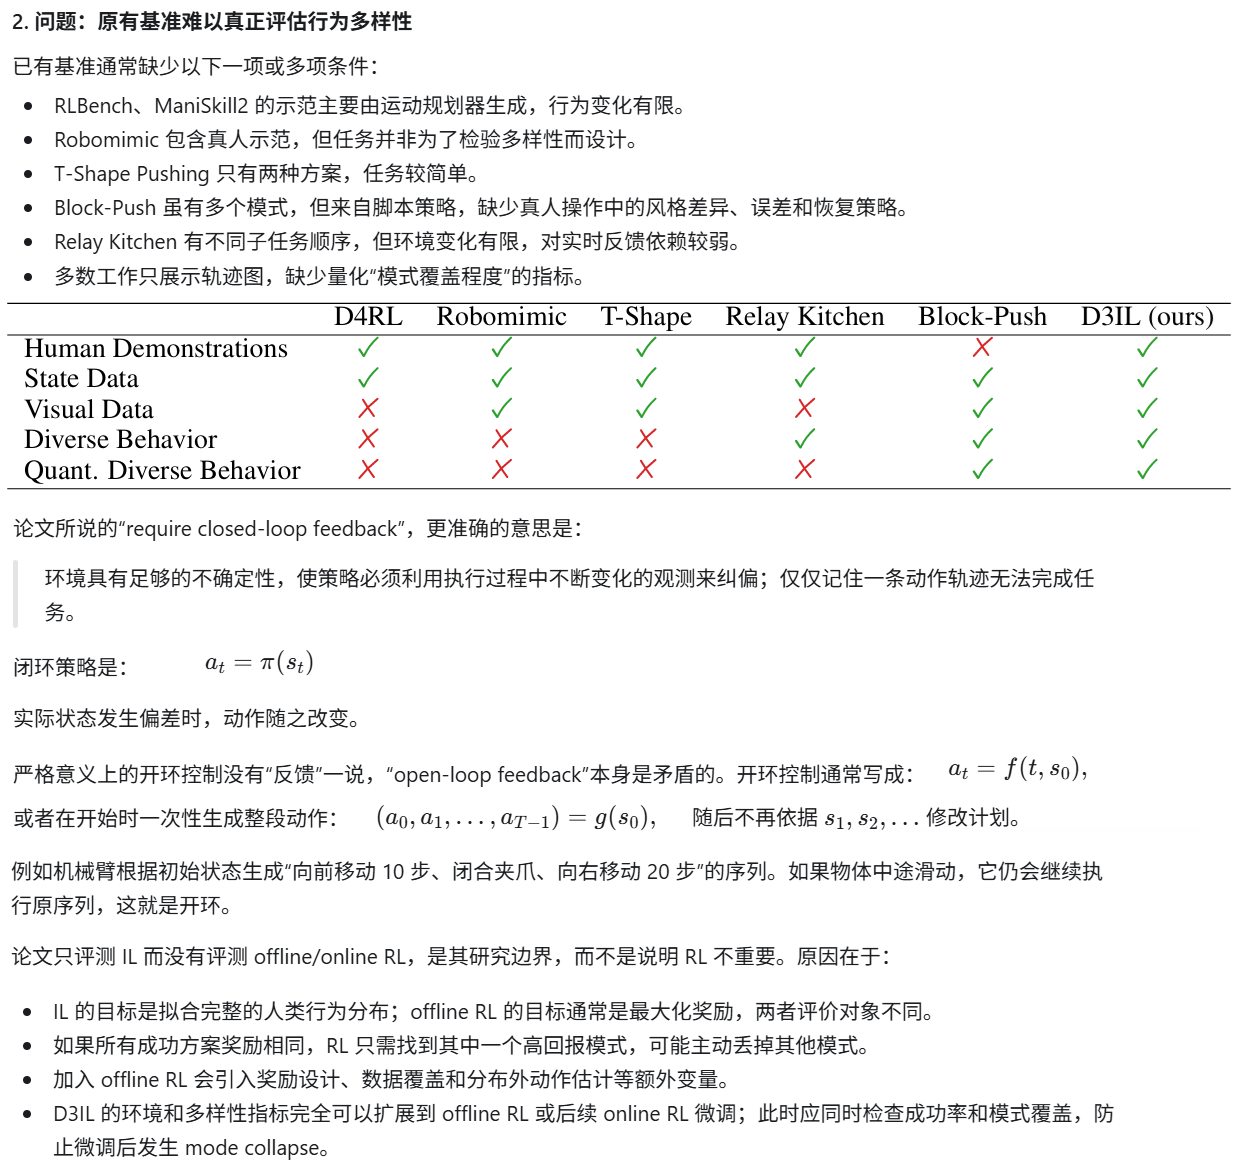 2. 问题：原有基准难以真正评估行为多样性
已有基准通常缺少以下一项或多项条件：
• RLBench、ManiSkill2 的示范主要由运动规划器生成，行为变化有限。
• Robomimic 包含真人示范，但任务并非为了检验多样性而设计。
• T-Shape Pushing 只有两种方案，任务较简单。
• Block-Push 虽有多个模式，但来自脚本策略，缺少真人操作中的风格差异、误差和恢复策略。
• Relay Kitchen 有不同子任务顺序，但环境变化有限，对实时反馈依赖较弱。
• 多数工作只展示轨迹图，缺少量化“模式覆盖程度”的指标。
D4RL Robomimic T-Shape Relay Kitchen Block-Push D3IL (ours)
Human Demonstrations ✓ ✓ ✓ ✓ ✗ ✓
State Data ✓ ✓ ✓ ✓ ✓ ✓
Visual Data ✗ ✓ ✓ ✗ ✓ ✓
Diverse Behavior ✗ ✗ ✗ ✓ ✓ ✓
Quant. Diverse Behavior ✗ ✗ ✗ ✗ ✓ ✓
论文所说的“require closed-loop feedback”，更准确的意思是：
环境具有足够的不确定性，使策略必须利用执行过程中不断变化的观测来纠偏；仅仅记住一条动作轨迹无法完成任
务。
闭环策略是： a_t = π(s_t)
实际状态发生偏差时，动作随之改变。
严格意义上的开环控制没有“反馈”一说，“open-loop feedback”本身是矛盾的。开环控制通常写成： a_t = f(t, s_0),
或者在开始时一次性生成整段动作： (a_0, a_1, . . . , a_{T−1}) = g(s_0), 随后不再依据 s_1, s_2, . . . 修改计划。
例如机械臂根据初始状态生成“向前移动 10 步、闭合夹爪、向右移动 20 步”的序列。如果物体中途滑动，它仍会继续执
行原序列，这就是开环。
论文只评测 IL 而没有评测 offline/online RL，是其研究边界，而不是说明 RL 不重要。原因在于：
• IL 的目标是拟合完整的人类行为分布；offline RL 的目标通常是最大化奖励，两者评价对象不同。
• 如果所有成功方案奖励相同，RL 只需找到其中一个高回报模式，可能主动丢掉其他模式。
• 加入 offline RL 会引入奖励设计、数据覆盖和分布外动作估计等额外变量。
• D3IL 的环境和多样性指标完全可以扩展到 offline RL 或后续 online RL 微调；此时应同时检查成功率和模式覆盖，防
止微调后发生 mode collapse。